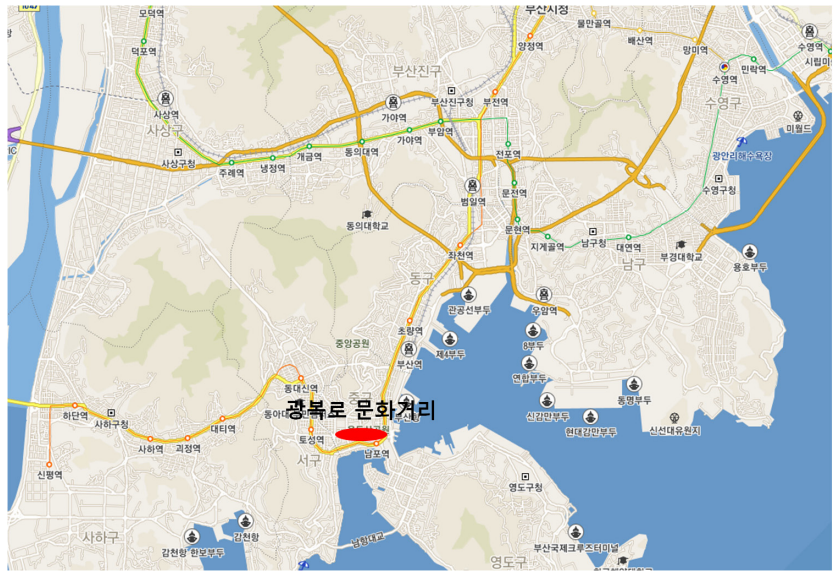 모덕역
부산시청
물만골역
배산역
망미역
수영역
덕포역
양정역
민락역
수영역
부산진구
사상역
부산진구청
부전역
수영구
사상구
가야역
미월드
부암역
사상구청
동의대역
가야역
전포역
광안리해수욕장
주례역
냉정역
개금역
문전역
수영구청
범일역
동의대학교
문현역
지게골역
남구청
대연역
부경대학교
좌천역
남구
용호부두
동구
관공선부두
우암역
초량역
중앙공원
8부두
제4부두
부산역
연합부두
동대신역
중구
동명부두
광복로 문화거리
하단역
사하구청
대티역
신감만부두
현대감만부두
신선대유원지
사하역
괴정역
토성역
남포역
서구
신평역
영도구청
사하구
감천항
감천항 한보부두
남항대교
부산국제크루즈터미널
영도구